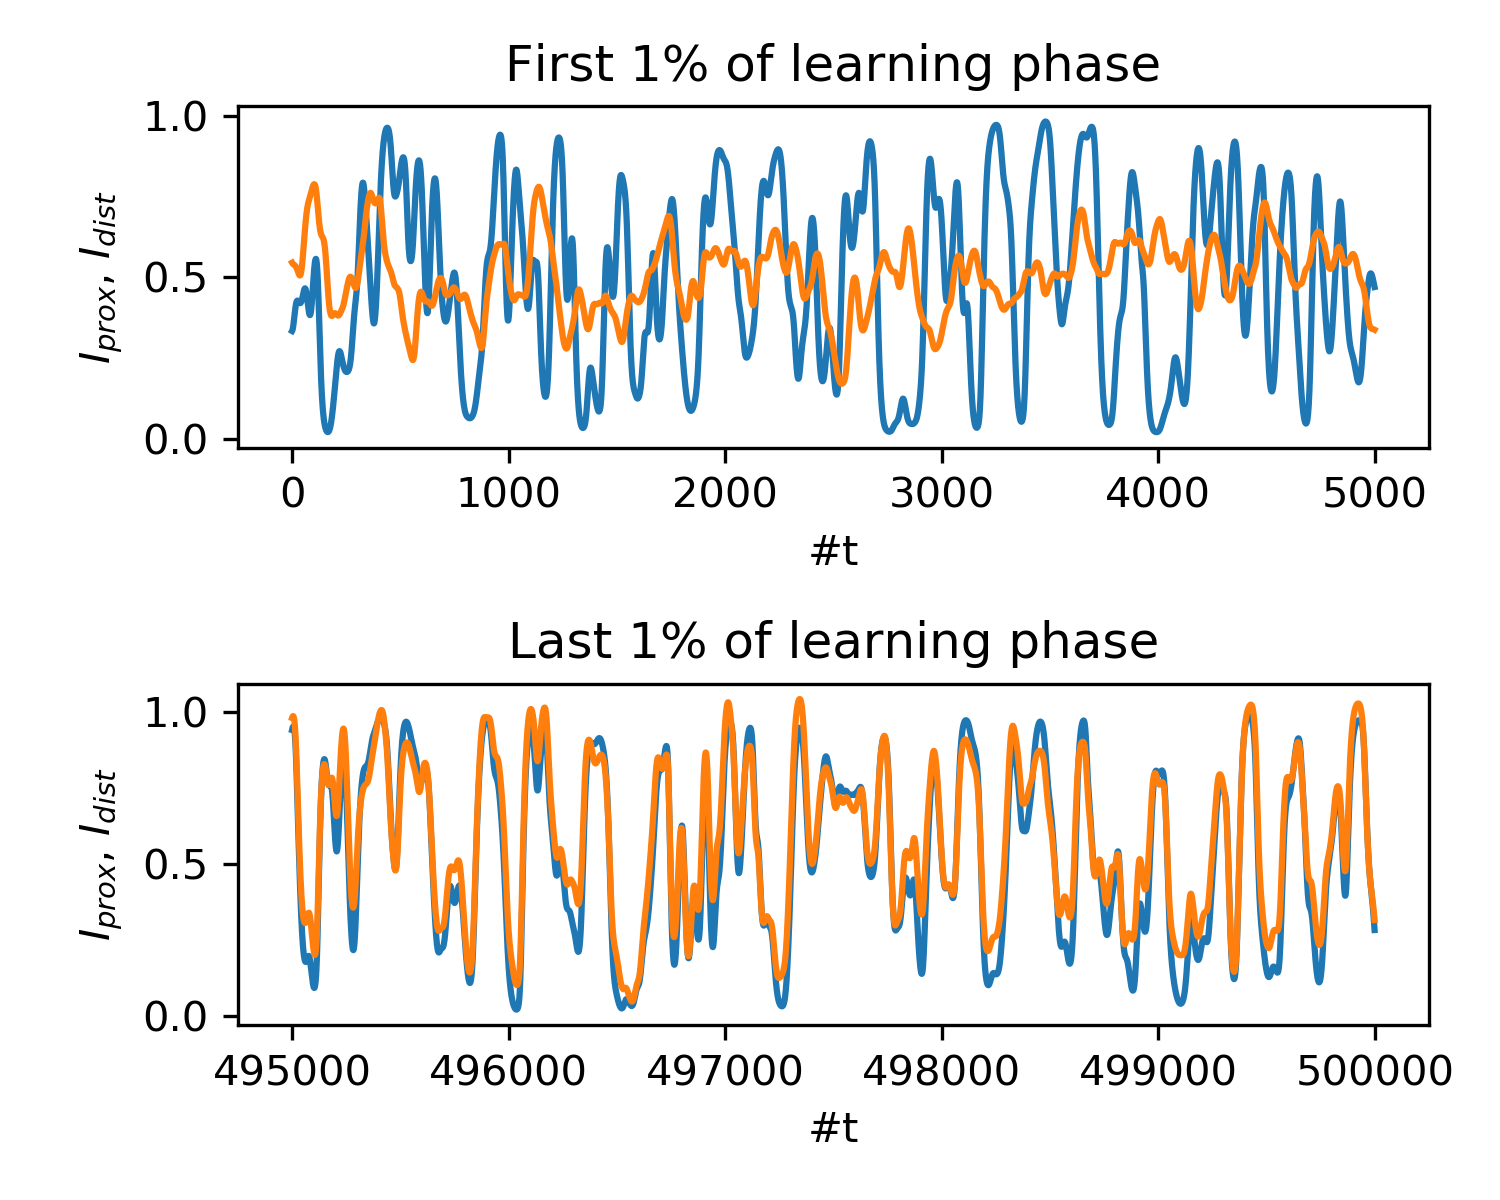 First 1% of learning phase
1.0
0.5
0.0
I_prox, I_dist
0 1000 2000 3000 4000 5000
#t
Last 1% of learning phase
1.0
0.5
0.0
I_prox, I_dist
495000 496000 497000 498000 499000 500000
#t